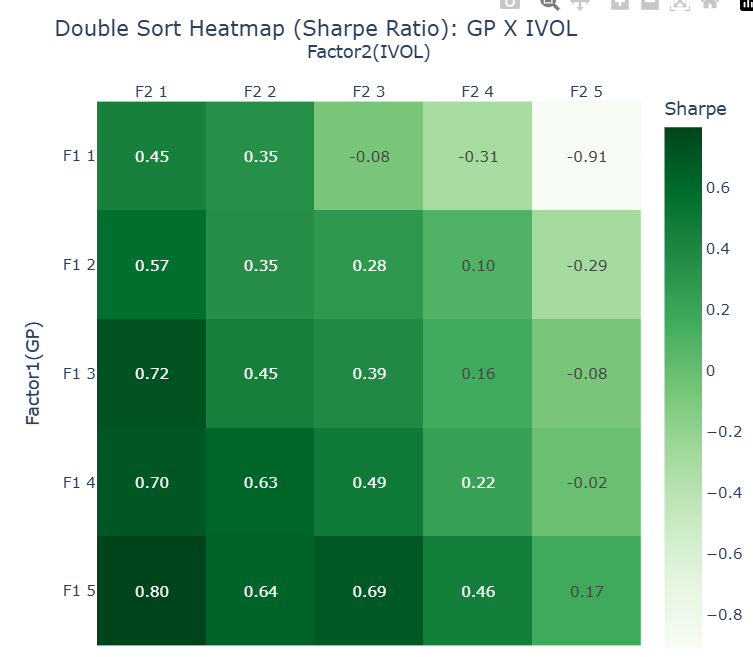 Double Sort Heatmap (Sharpe Ratio): GP X IVOL
Factor2(IVOL)
F2 1 F2 2 F2 3 F2 4 F2 5
Sharpe
F1 1 0.45 0.35 -0.08 -0.31 -0.91
F1 2 0.57 0.35 0.28 0.10 -0.29
F1 3 0.72 0.45 0.39 0.16 -0.08
F1 4 0.70 0.63 0.49 0.22 -0.02
F1 5 0.80 0.64 0.69 0.46 0.17
Factor1(GP)
0.6
0.4
0.2
0
−0.2
−0.4
−0.6
−0.8